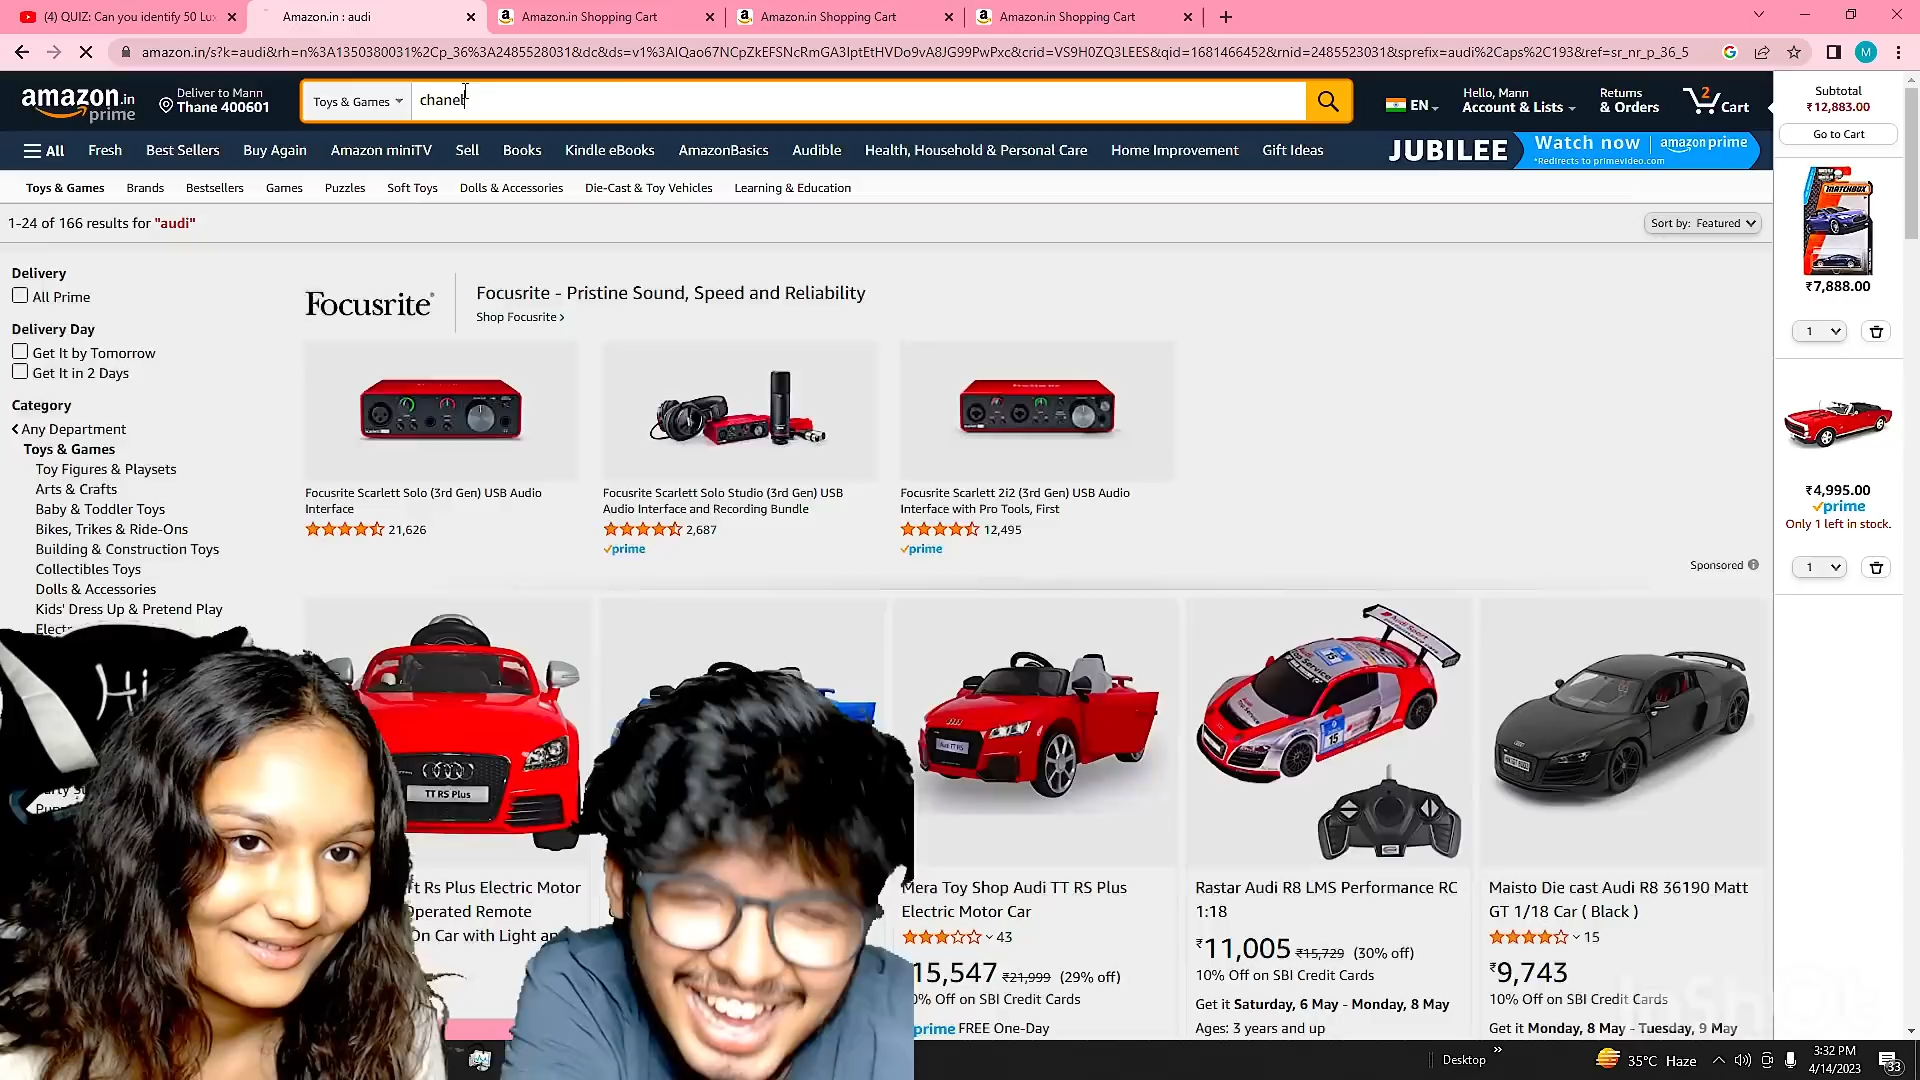 (4) QUIZ: Can you identify 50 Lu
Amazon.in : audi
Amazon.in Shopping Cart
Amazon.in Shopping Cart
Amazon.in Shopping Cart
amazon.in/s?k=audi&rh=n%3A1350380031%2Cp_36%3A2485528031&dc&ds=v1%3AIQao67NCpZkEFSNcRmGA3IptEtHVDo9vA8JG99PwPxc&crid=VS9H0ZQ3LEES&qid=1681466452&rnid=2485523031&sprefix=audi%2Caps%2C193&ref=sr_nr_p_36_5
M
amazon.in
prime
Deliver to Mann
Thane 400601
Toys & Games
chanel
EN
Hello, Mann
Account & Lists
Returns
& Orders
2
Cart
Subtotal
₹12,883.00
Go to Cart
All
Fresh
Best Sellers
Buy Again
Amazon miniTV
Sell
Books
Kindle eBooks
AmazonBasics
Audible
Health, Household & Personal Care
Home Improvement
Gift Ideas
JUBILEE
Watch now
*Redirects to primevideo.com
amazon prime
Toys & Games
Brands
Bestsellers
Games
Puzzles
Soft Toys
Dolls & Accessories
Die-Cast & Toy Vehicles
Learning & Education
1-24 of 166 results for "audi"
Sort by: Featured
MATCHBOX
₹7,888.00
1
₹4,995.00
prime
Only 1 left in stock.
1
Delivery
All Prime
Delivery Day
Get It by Tomorrow
Get It in 2 Days
Category
Any Department
Toys & Games
Toy Figures & Playsets
Arts & Crafts
Baby & Toddler Toys
Bikes, Trikes & Ride-Ons
Building & Construction Toys
Collectibles Toys
Dolls & Accessories
Kids' Dress Up & Pretend Play
Electr
Focusrite
Focusrite - Pristine Sound, Speed and Reliability
Shop Focusrite ›
Focusrite Scarlett Solo (3rd Gen) USB Audio
Interface
21,626
Focusrite Scarlett Solo Studio (3rd Gen) USB
Audio Interface and Recording Bundle
2,687
prime
Focusrite Scarlett 2i2 (3rd Gen) USB Audio
Interface with Pro Tools, First
12,495
prime
Sponsored
Hi
TT RS Plus
Audi TT RS
15
15
ft Rs Plus Electric Motor
Operated Remote
On Car with Light an
Mera Toy Shop Audi TT RS Plus
Electric Motor Car
43
15,547 ₹21,999 (29% off)
0% Off on SBI Credit Cards
prime FREE One-Day
Rastar Audi R8 LMS Performance RC
1:18
₹11,005 ₹15,729 (30% off)
10% Off on SBI Credit Cards
Get it Saturday, 6 May - Monday, 8 May
Ages: 3 years and up
Maisto Die cast Audi R8 36190 Matt
GT 1/18 Car ( Black )
15
₹9,743
10% Off on SBI Credit Cards
Get it Monday, 8 May - Tuesday, 9 May
Desktop
35°C Haze
3:32 PM
4/14/2023
33